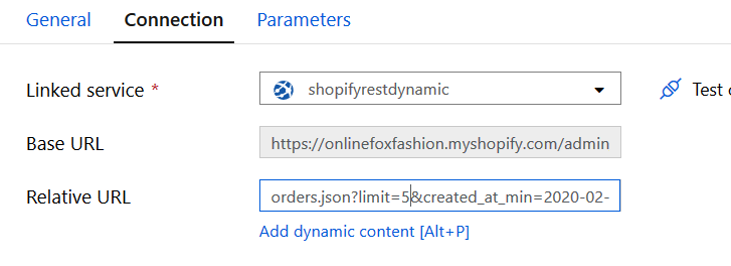 General Connection Parameters
Linked service * shopifyrestdynamic Test
Base URL https://onlinefoxfashion.myshopify.com/admin
Relative URL orders.json?limit=5&created_at_min=2020-02-
Add dynamic content [Alt+P]